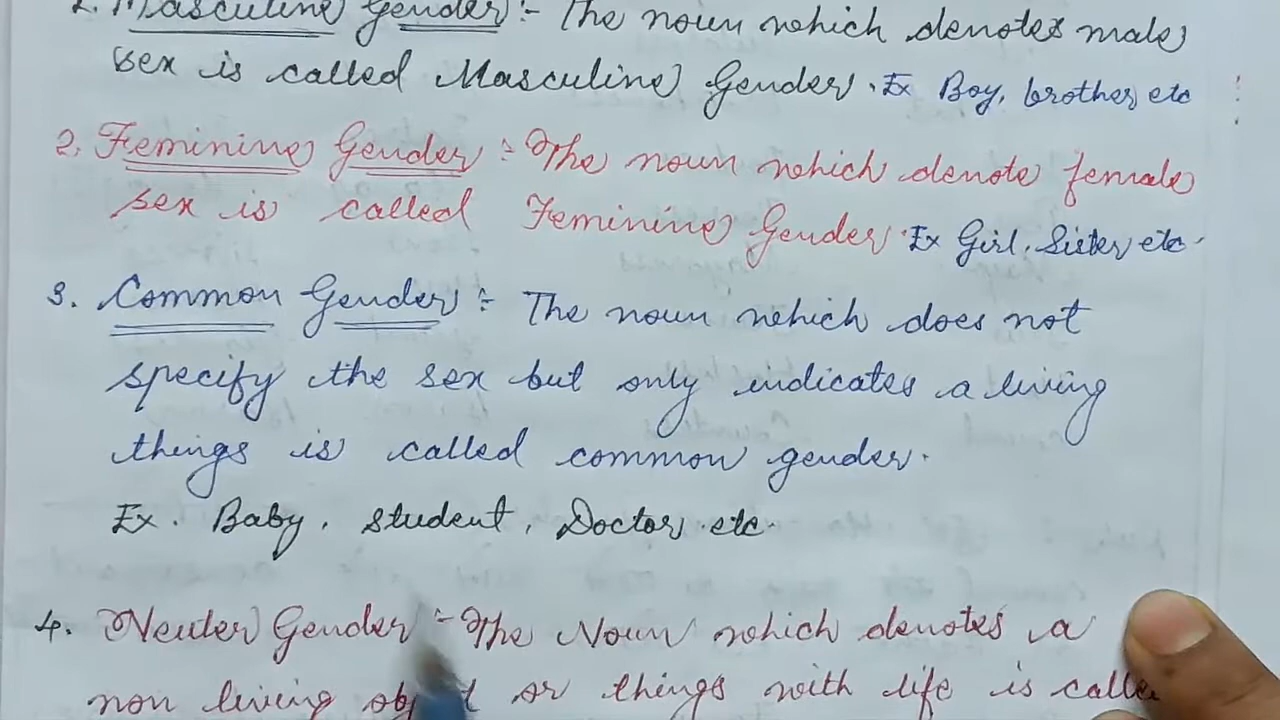 1. Masculine Gender:- The noun which denotes male
sex is called Masculine Gender. Ex Boy, brother etc
2. Feminine Gender:- The noun which denote female
sex is called Feminine Gender. Ex Girl, Sister etc.
3. Common Gender:- The noun which does not
specify the sex but only indicates a living
things is called common gender.
Ex. Baby, student, Doctor etc.
4. Neuter Gender:- The Noun which denotes a
non living or things with life is